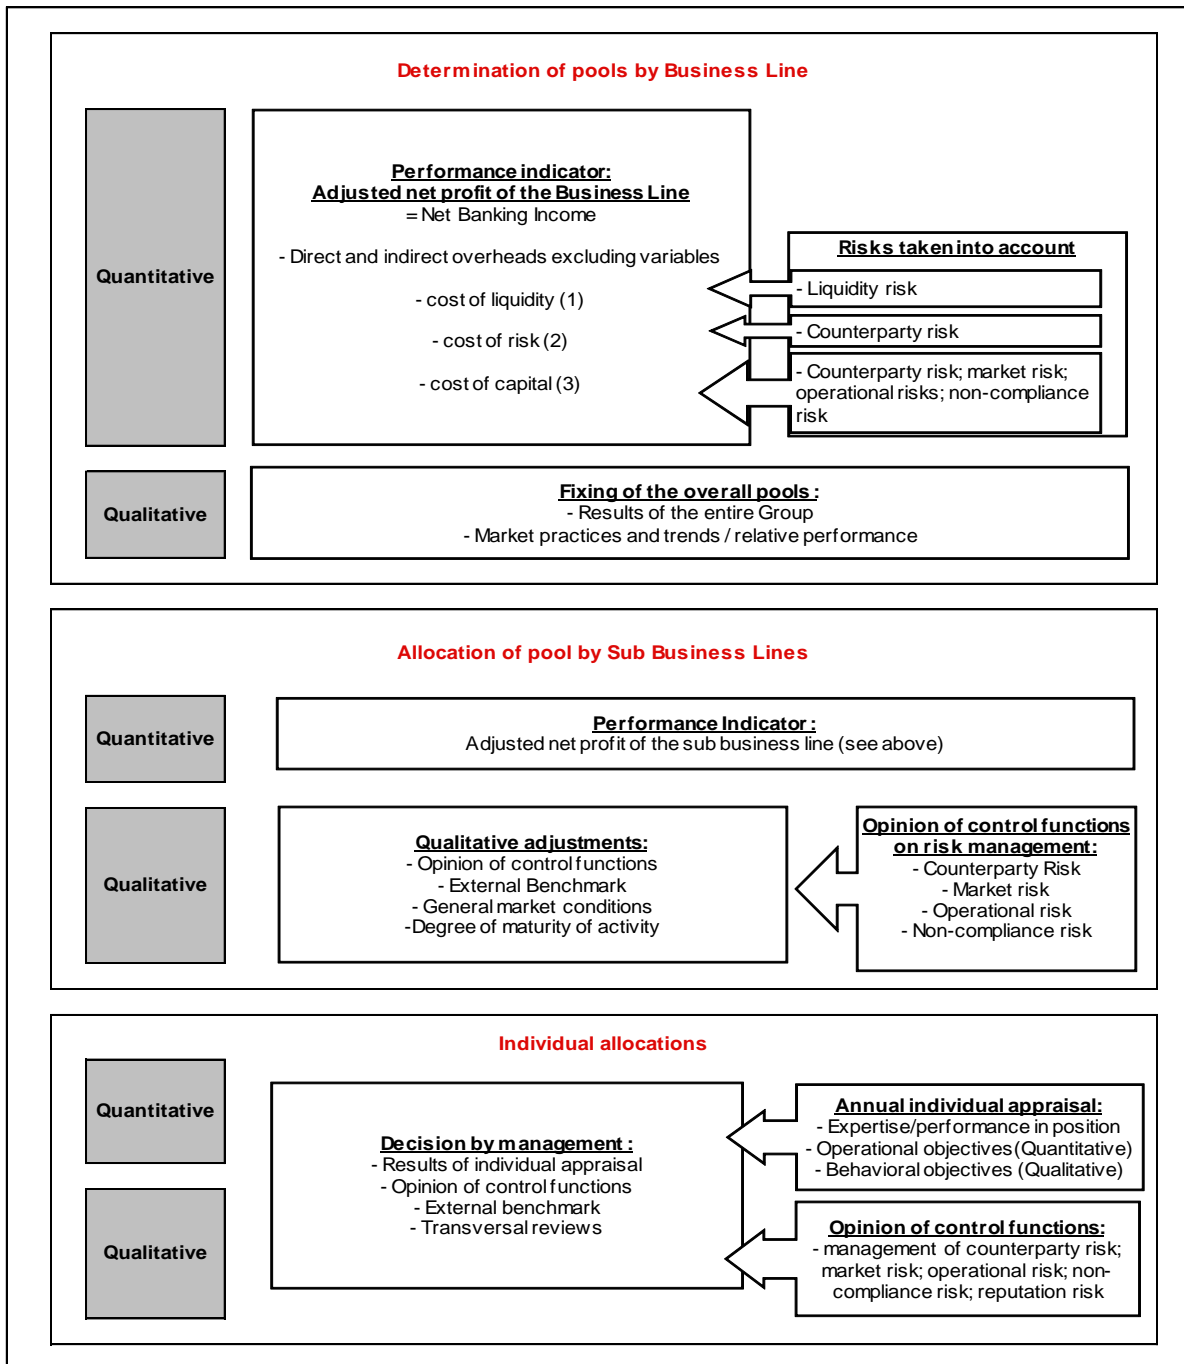 Determination of pools by Business Line
Quantitative
Performance indicator:
Adjusted net profit of the Business Line
= Net Banking Income
- Direct and indirect overheads excluding variables
- cost of liquidity (1)
- cost of risk (2)
- cost of capital (3)
Risks taken into account
- Liquidity risk
- Counterparty risk
- Counterparty risk; market risk;
operational risks; non-compliance
risk
Qualitative
Fixing of the overall pools :
- Results of the entire Group
- Market practices and trends / relative performance
Allocation of pool by Sub Business Lines
Quantitative
Performance Indicator :
Adjusted net profit of the sub business line (see above)
Qualitative
Qualitative adjustments:
- Opinion of control functions
- External Benchmark
- General market conditions
-Degree of maturity of activity
Opinion of control functions
on risk management:
- Counterparty Risk
- Market risk
- Operational risk
- Non-compliance risk
Individual allocations
Quantitative
Qualitative
Decision by management :
- Results of individual appraisal
- Opinion of control functions
- External benchmark
- Transversal reviews
Annual individual appraisal:
- Expertise/performance in position
- Operational objectives (Quantitative)
- Behavioral objectives (Qualitative)
Opinion of control functions:
- management of counterparty risk;
market risk; operational risk; non-
compliance risk; reputation risk